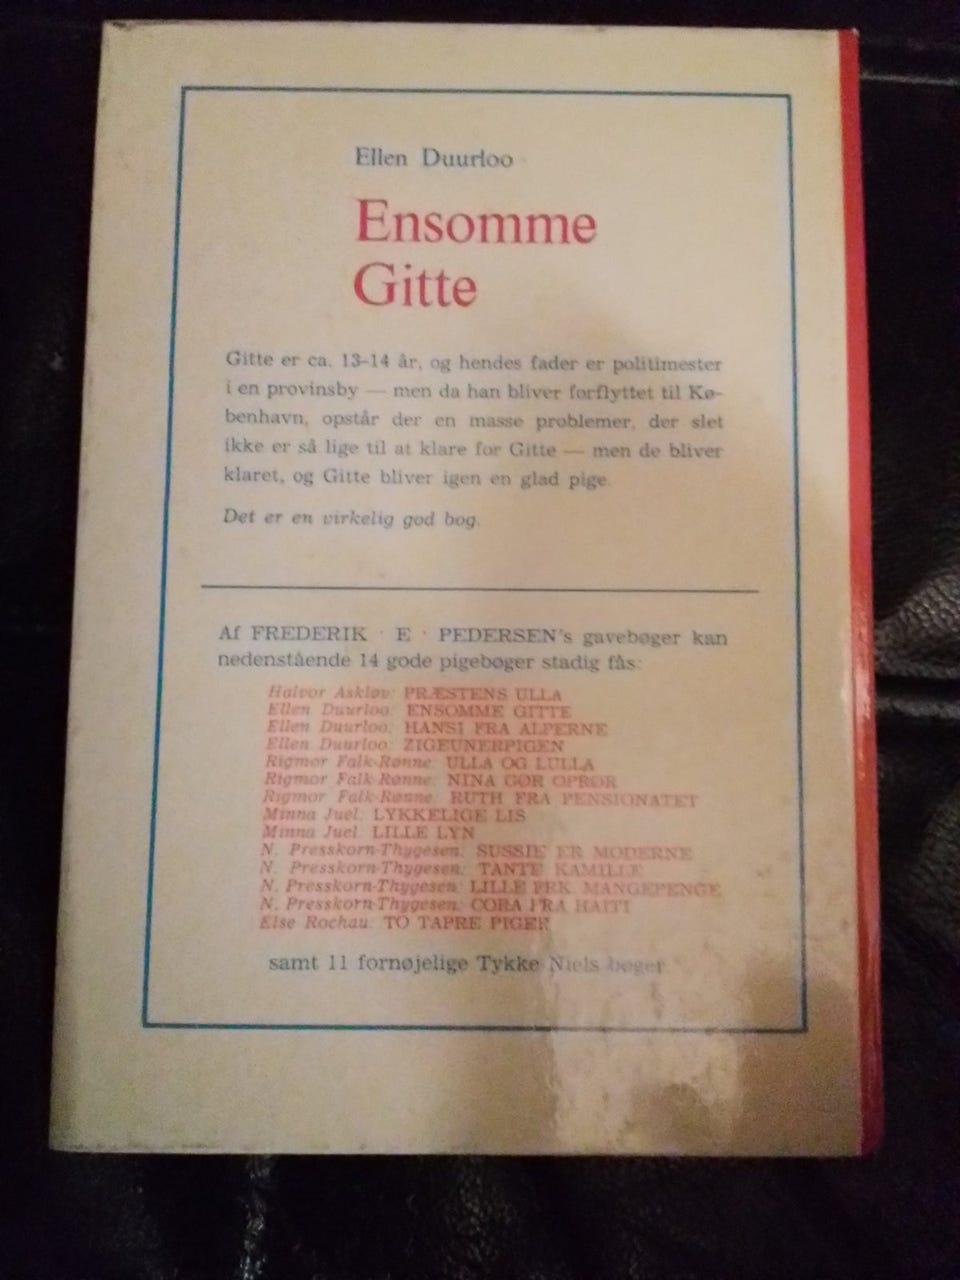 Ellen Duurloo
Ensomme
Gitte
Gitte er ca. 13-14 år, og hendes fader er politimester
i en provinsby — men da han bliver forflyttet til Kø-
benhavn, opstår der en masse problemer, der slet
ikke er så lige til at klare for Gitte — men de bliver
klaret, og Gitte bliver igen en glad pige.
Det er en virkelig god bog.
Af FREDERIK · E · PEDERSEN's gavebøger kan
nedenstående 14 gode pigebøger stadig fås:
Halvor Askløv: PRÆSTENS ULLA
Ellen Duurloo: ENSOMME GITTE
Ellen Duurloo: HANSI FRA ALPERNE
Ellen Duurloo: ZIGEUNERPIGEN
Rigmor Falk-Rønne: ULLA OG LULLA
Rigmor Falk-Rønne: NINA GØR OPRØR
Rigmor Falk-Rønne: RUTH FRA PENSIONATET
Minna Juel: LYKKELIGE LIS
Minna Juel: LILLE LYN
N. Presskorn-Thygesen: SUSSIE ER MODERNE
N. Presskorn-Thygesen: TANTE KAMILLE
N. Presskorn-Thygesen: LILLE FRK. MANGEPENGE
N. Presskorn-Thygesen: CORA FRA HAITI
Else Rochau: TO TAPRE PIGER
samt 11 fornøjelige Tykke Niels bøger